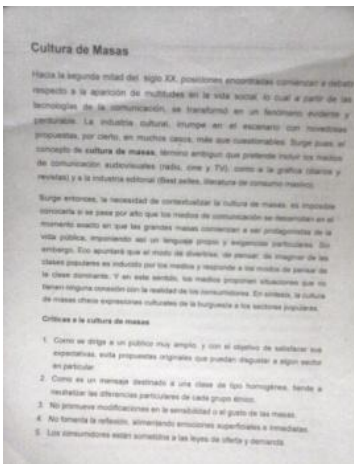 Cultura de Masas
Hacia la segunda mitad del siglo XX, posiciones encontradas comienzan a debatir
respecto a la aparición de multitudes en la vida social, lo cual a partir de las
tecnologías de la comunicación, se transformó en un fenómeno evidente y
perdurable. La industria cultural, irrumpe en el escenario con novedosas
propuestas, por cierto, en muchos casos, más que cuestionables. Surge pues, el
concepto de cultura de masas, término ambiguo que pretende incluir los medios
de comunicación audiovisuales (radio, cine y TV), como a la gráfica (diarios y
revistas) y a la industria editorial (Best seller, literatura de consumo masivo).
Surge entonces, la necesidad de contextualizar la cultura de masas, es imposible
conocerla si se pasa por alto que los medios de comunicación se desarrollan en el
momento exacto en que las grandes masas comienzan a ser protagonistas de la
vida pública, imponiendo así un lenguaje propio y exigencias particulares. Sin
embargo, Eco apuntará que el modo de divertirse, de pensar, de imaginar de las
clases populares es inducido por los medios y responde a los modos de pensar de
la clase dominante. Y en este sentido, los medios proponen situaciones que no
tienen ninguna conexión con la realidad de los consumidores. En síntesis, la cultura
de masas ofrece expresiones culturales de la burguesía a los sectores populares.
Críticas a la cultura de masas
1. Como se dirige a un público muy amplio, y con el objetivo de satisfacer sus
expectativas, evita propuestas originales que puedan disgustar a algún sector
en particular
2. Como es un mensaje destinado a una clase de tipo homogénea, tiende a
neutralizar las diferencias particulares de cada grupo étnico.
3. No promueve modificaciones en la sensibilidad o el gusto de las masas.
4. No fomenta la reflexión, alimentando emociones superficiales e inmediatas.
5. Los consumidores están sometidos a las leyes de oferta y demanda